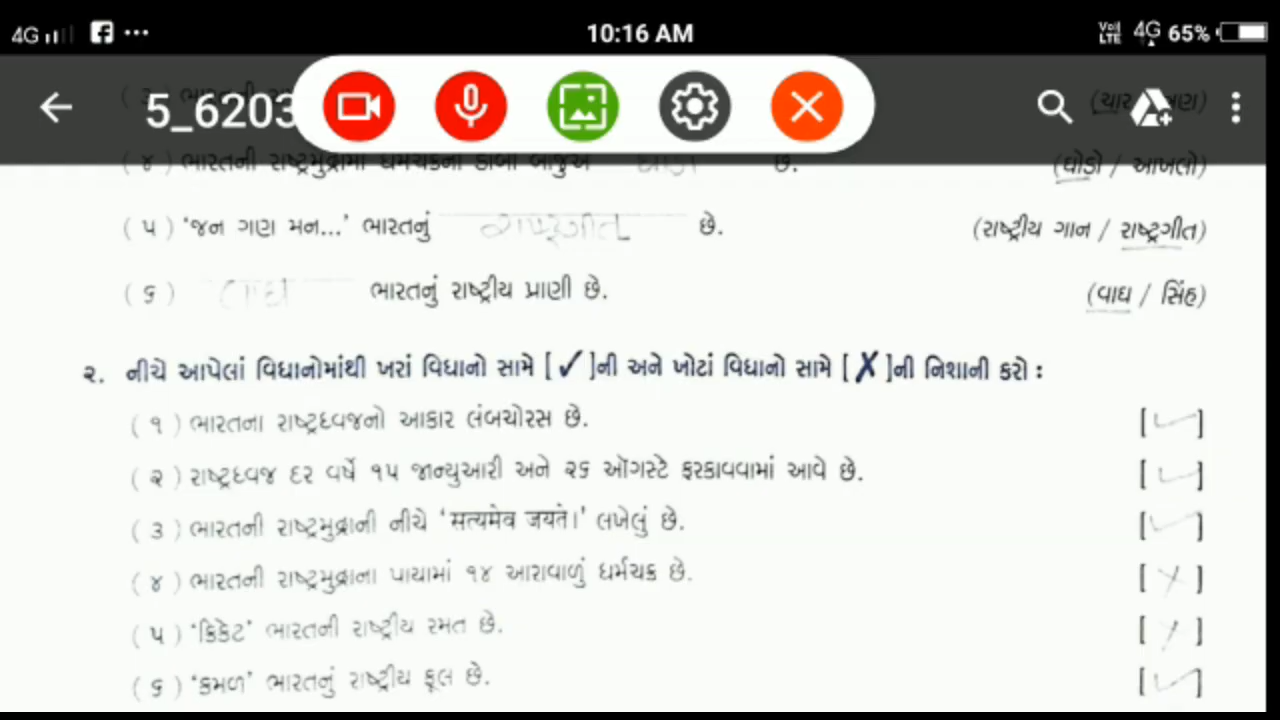 4G 10:16 AM VoLTE 4G 65%
5_6203
(૪) ભારતની રાષ્ટ્રમુદ્રામાં ધર્મચક્રની ડાબી બાજુએ ઘોડો છે. (ઘોડો / આખલો)
(૫) ‘જન ગણ મન...’ ભારતનું રાષ્ટ્રગીત છે. (રાષ્ટ્રીય ગાન / રાષ્ટ્રગીત)
(૬) વાઘ ભારતનું રાષ્ટ્રીય પ્રાણી છે. (વાઘ / સિંહ)
૨. નીચે આપેલાં વિધાનોમાંથી ખરાં વિધાનો સામે [✓]ની અને ખોટાં વિધાનો સામે [✗]ની નિશાની કરો :
(૧) ભારતના રાષ્ટ્રધ્વજનો આકાર લંબચોરસ છે. [✓]
(૨) રાષ્ટ્રધ્વજ દર વર્ષે ૧૫ જાન્યુઆરી અને ૨૬ ઑગસ્ટે ફરકાવવામાં આવે છે. [✓]
(૩) ભારતની રાષ્ટ્રમુદ્રાની નીચે ‘सत्यमेव जयते।’ લખેલું છે. [✓]
(૪) ભારતની રાષ્ટ્રમુદ્રાના પાયામાં ૧૪ આરાવાળું ધર્મચક્ર છે. [✗]
(૫) ‘ક્રિકેટ’ ભારતની રાષ્ટ્રીય રમત છે. [✗]
(૬) ‘કમળ’ ભારતનું રાષ્ટ્રીય ફૂલ છે. [✓]